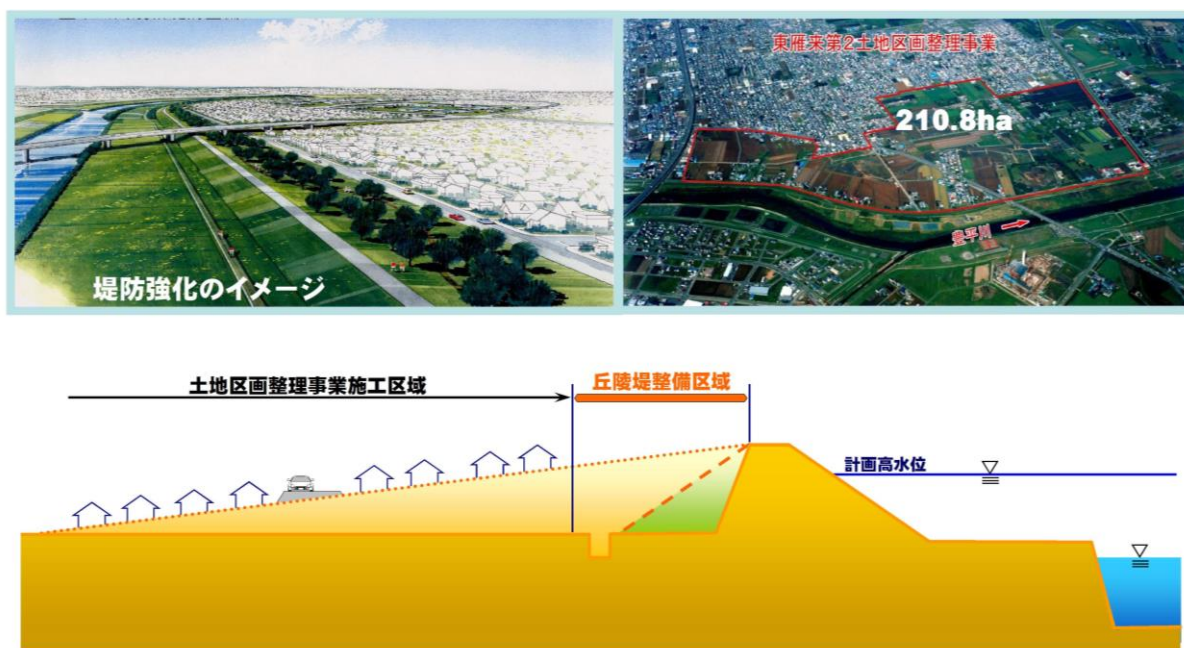 堤防強化のイメージ
東雁来第2土地区画整理事業
210.8ha
豊平川
土地区画整理事業施工区域
丘陵堤整備区域
計画高水位